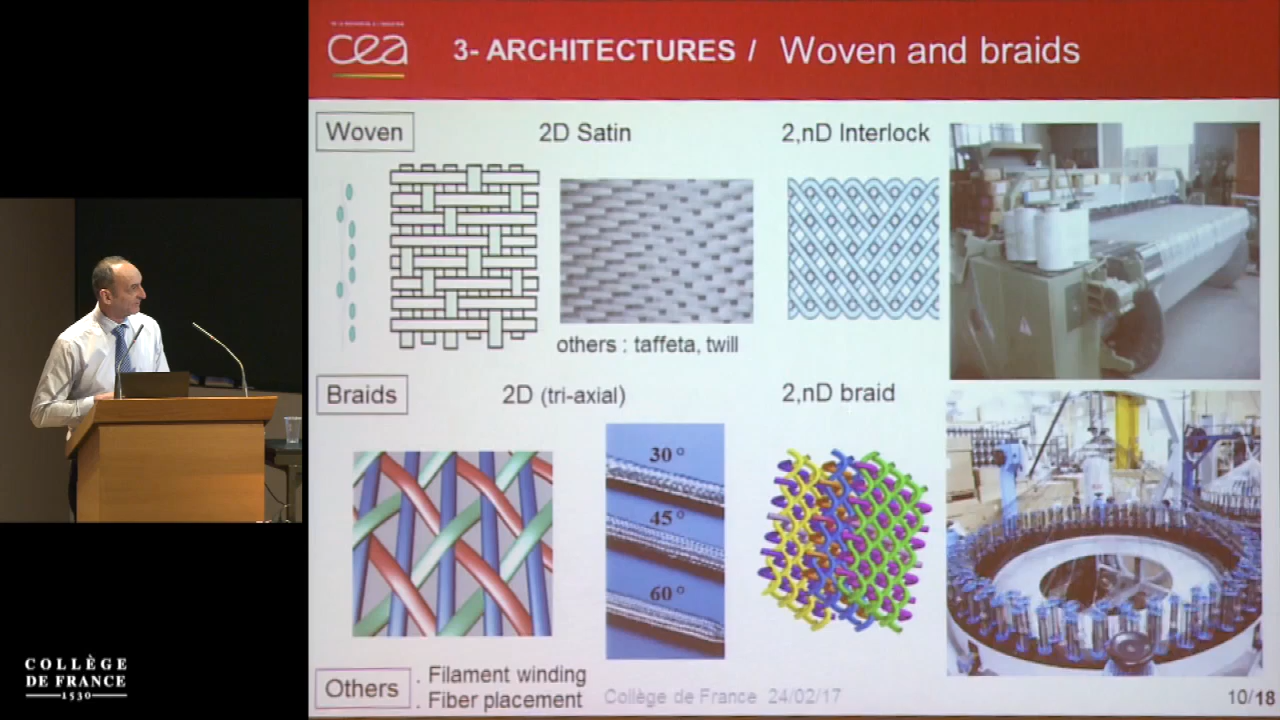 cea
3- ARCHITECTURES / Woven and braids
Woven
2D Satin
2,nD Interlock
others : taffeta, twill
Braids
2D (tri-axial)
2,nD braid
30°
45°
60°
Others
. Filament winding
. Fiber placement
Collège de France 24/02/17
10/18
COLLÈGE
DE FRANCE
1530